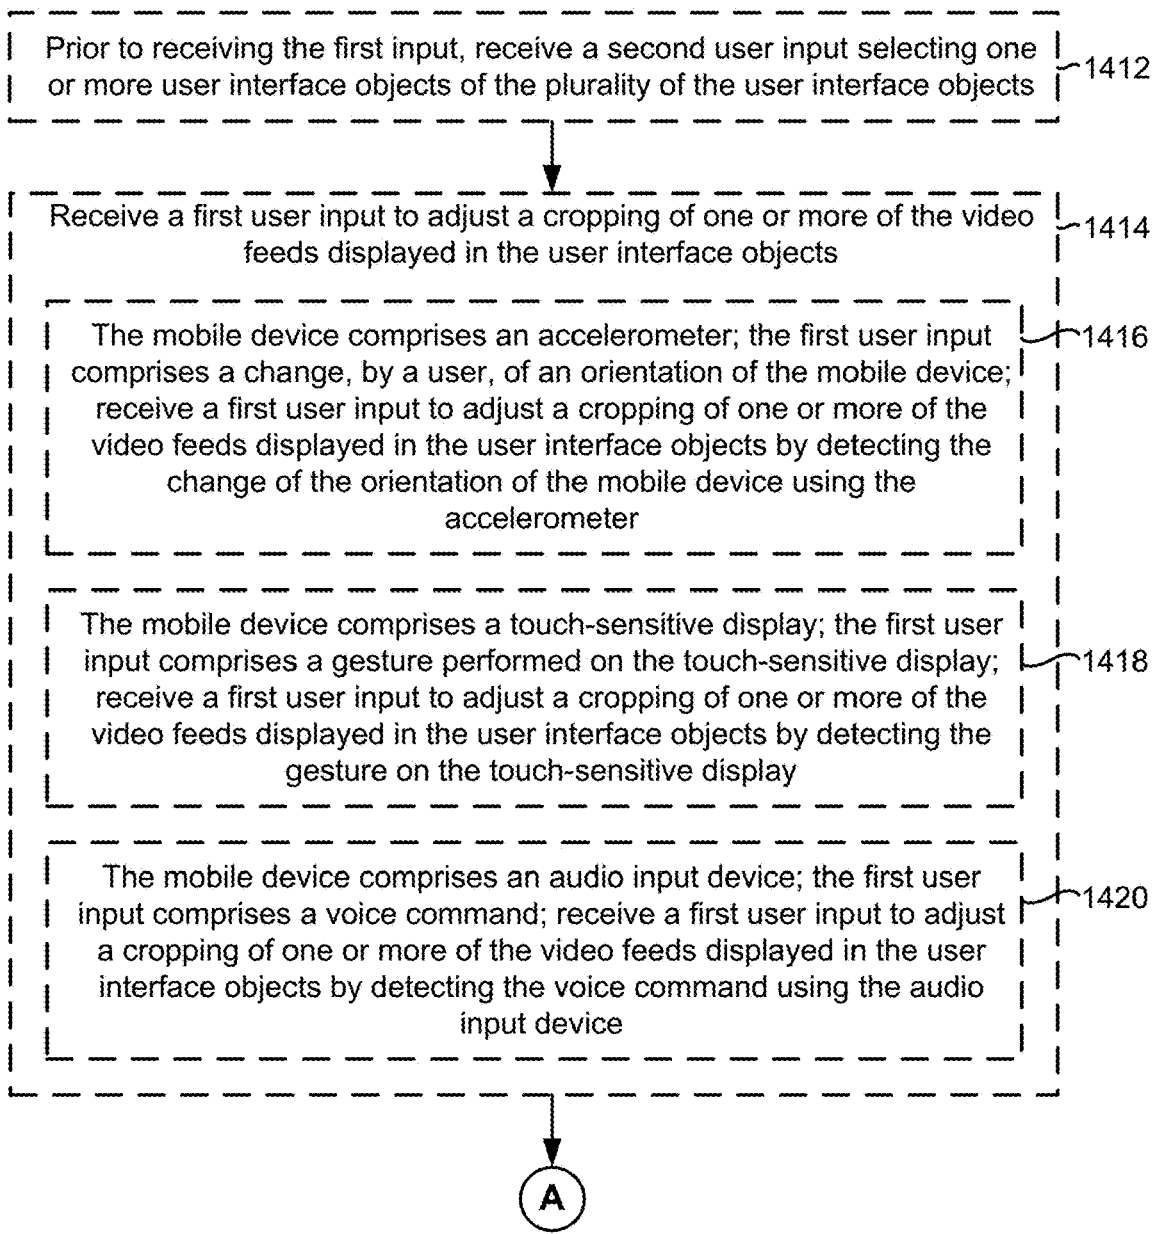 Prior to receiving the first input, receive a second user input selecting one
or more user interface objects of the plurality of the user interface objects
1412
Receive a first user input to adjust a cropping of one or more of the video
feeds displayed in the user interface objects
1414
The mobile device comprises an accelerometer; the first user input
comprises a change, by a user, of an orientation of the mobile device;
receive a first user input to adjust a cropping of one or more of the
video feeds displayed in the user interface objects by detecting the
change of the orientation of the mobile device using the
accelerometer
1416
The mobile device comprises a touch-sensitive display; the first user
input comprises a gesture performed on the touch-sensitive display;
receive a first user input to adjust a cropping of one or more of the
video feeds displayed in the user interface objects by detecting the
gesture on the touch-sensitive display
1418
The mobile device comprises an audio input device; the first user
input comprises a voice command; receive a first user input to adjust
a cropping of one or more of the video feeds displayed in the user
interface objects by detecting the voice command using the audio
input device
1420
A